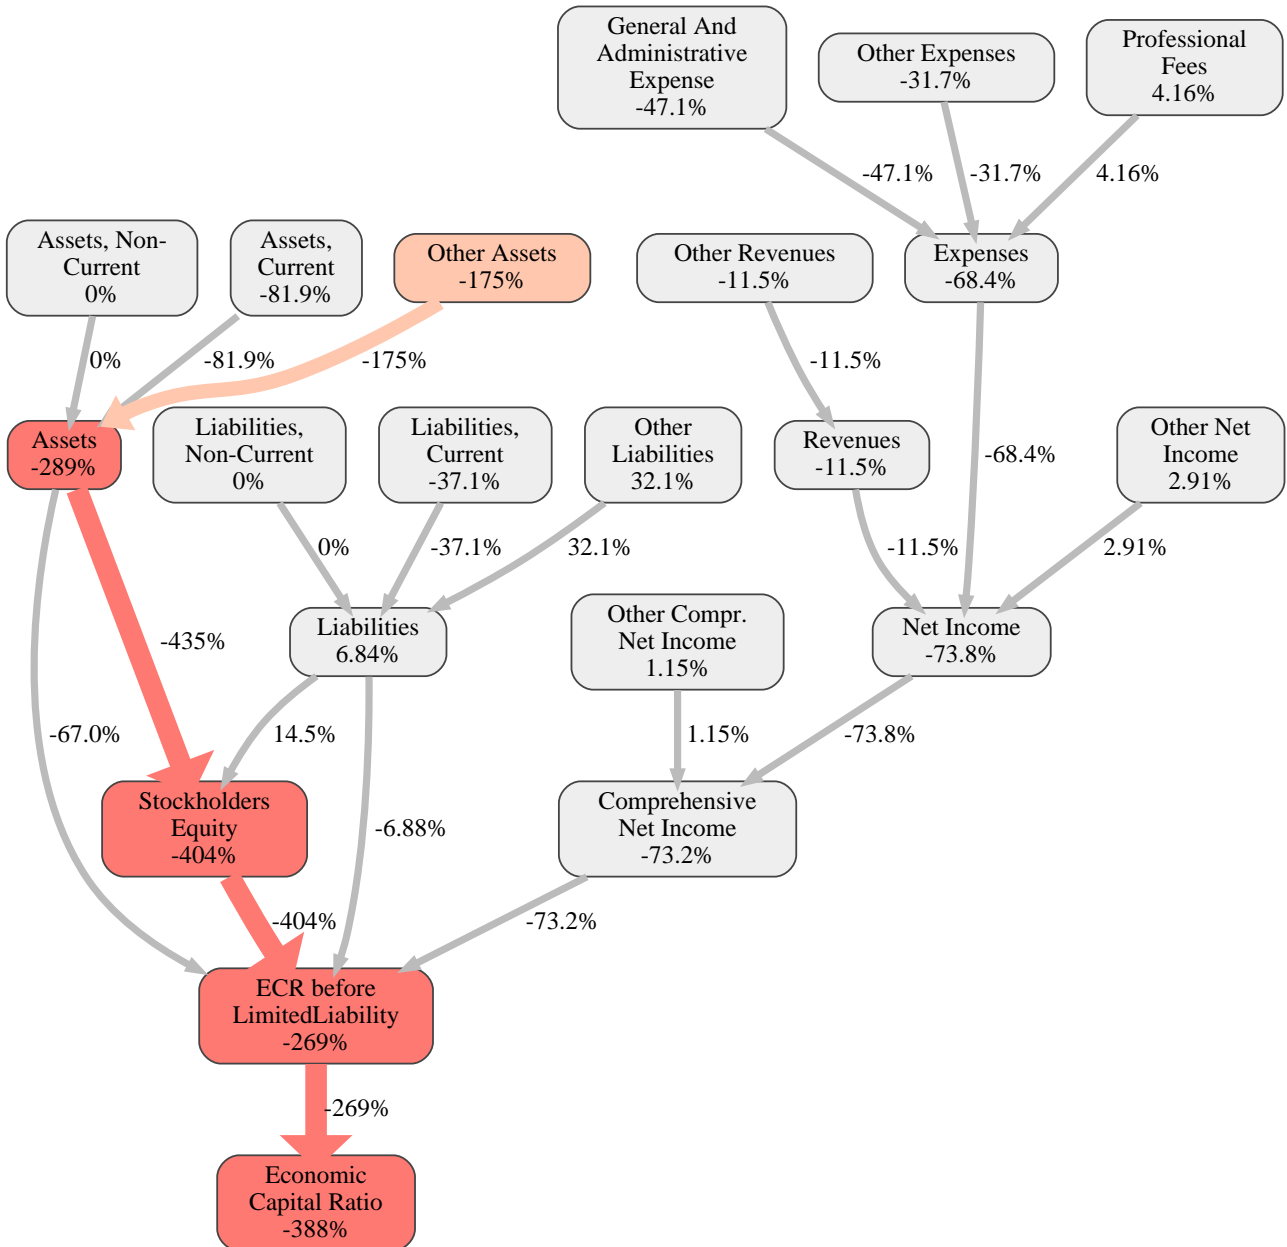 General And
Administrative
Expense
-47.1%
Other Expenses
-31.7%
Professional
Fees
4.16%
-47.1%
-31.7%
4.16%
Assets, Non-
Current
0%
Assets,
Current
-81.9%
Other Assets
-175%
Other Revenues
-11.5%
Expenses
-68.4%
0%
-81.9%
-175%
-11.5%
Assets
-289%
Liabilities,
Non-Current
0%
Liabilities,
Current
-37.1%
Other
Liabilities
32.1%
Revenues
-11.5%
-68.4%
Other Net
Income
2.91%
0%
-37.1%
32.1%
-11.5%
2.91%
-435%
Liabilities
6.84%
Other Compr.
Net Income
1.15%
Net Income
-73.8%
-67.0%
14.5%
1.15%
-73.8%
Stockholders
Equity
-404%
-6.88%
Comprehensive
Net Income
-73.2%
-404%
-73.2%
ECR before
LimitedLiability
-269%
-269%
Economic
Capital Ratio
-388%